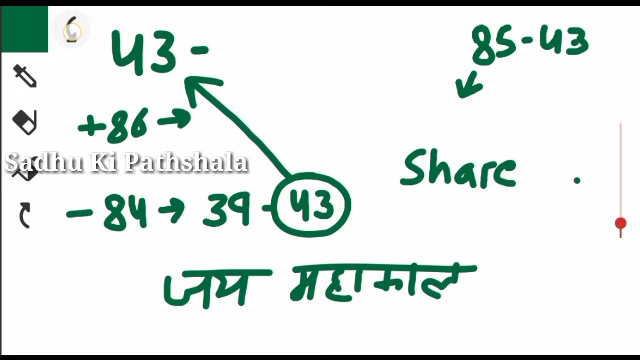 43 -
85-43
+86 →
Sadhu Ki Pathshala
Share .
- 84 → 39 - 43
जय महाकाल